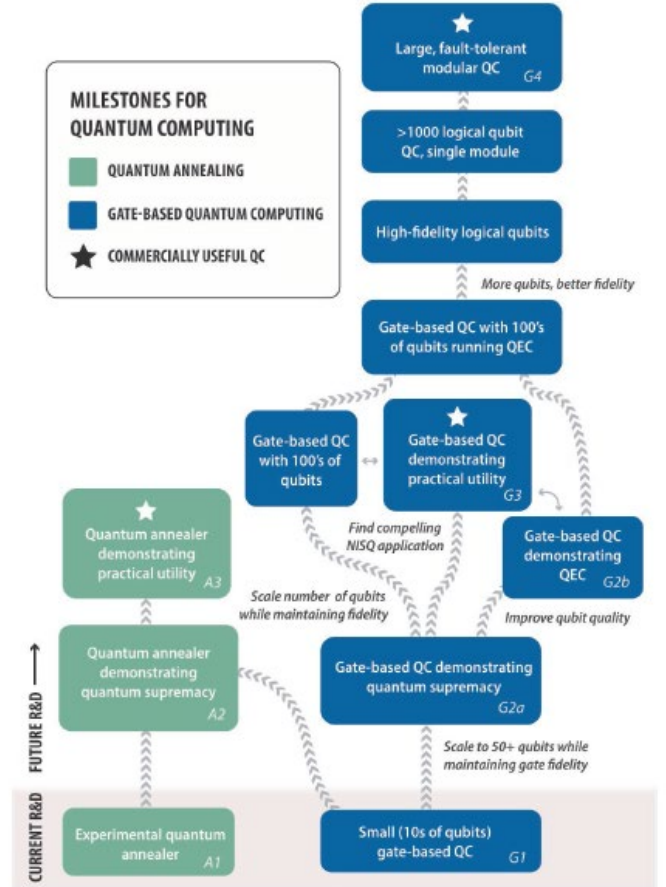 Large, fault-tolerant
modular QC
G4
MILESTONES FOR
QUANTUM COMPUTING
QUANTUM ANNEALING
GATE-BASED QUANTUM COMPUTING
COMMERCIALLY USEFUL QC
>1000 logical qubit
QC, single module
High-fidelity logical qubits
More qubits, better fidelity
Gate-based QC with 100's
of qubits running QEC
Gate-based QC
with 100's of
qubits
Gate-based QC
demonstrating
practical utility
G3
Quantum annealer
demonstrating
practical utility
A3
Find compelling
NISQ application
Gate-based QC
demonstrating
QEC
G2b
Scale number of qubits
while maintaining fidelity
Improve qubit quality
Quantum annealer
demonstrating
quantum supremacy
A2
Gate-based QC demonstrating
quantum supremacy
G2a
Scale to 50+ qubits while
maintaining gate fidelity
FUTURE R&D
CURRENT R&D
Experimental quantum
annealer
A1
Small (10s of qubits)
gate-based QC
G1